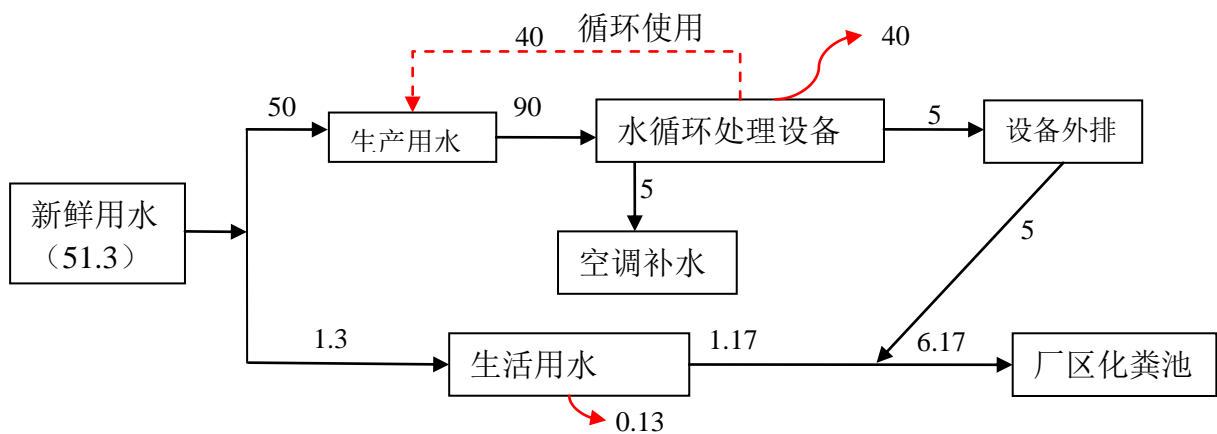 循环使用
40
40
50
90
5
生产用水
水循环处理设备
设备外排
5
新鲜用水
（51.3）
5
空调补水
1.3
1.17
6.17
生活用水
厂区化粪池
0.13